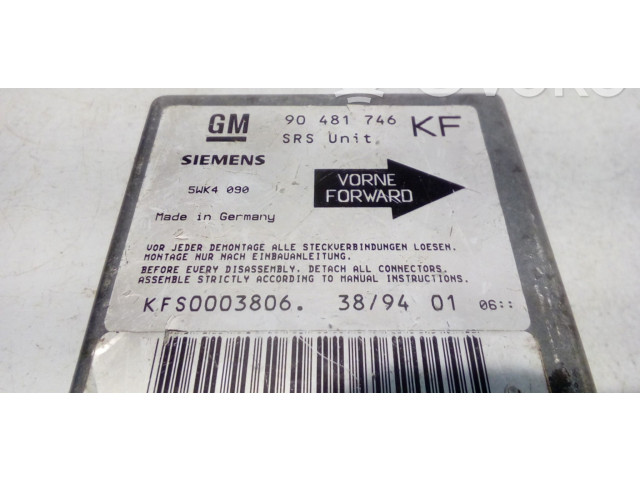 GM 90 481 746 KF
SRS Unit
SIEMENS
5WK4 090
VORNE
FORWARD
Made in Germany
VOR JEDER DEMONTAGE ALLE STECKVERBINDUNGEN LOESEN.
MONTAGE NUR NACH EINBAUANLEITUNG.
BEFORE EVERY DISASSEMBLY, DETACH ALL CONNECTORS.
ASSEMBLE STRICTLY ACCORDING TO MANUAL INSTRUCTIONS.
KFS0003806. 38/94 01 06::